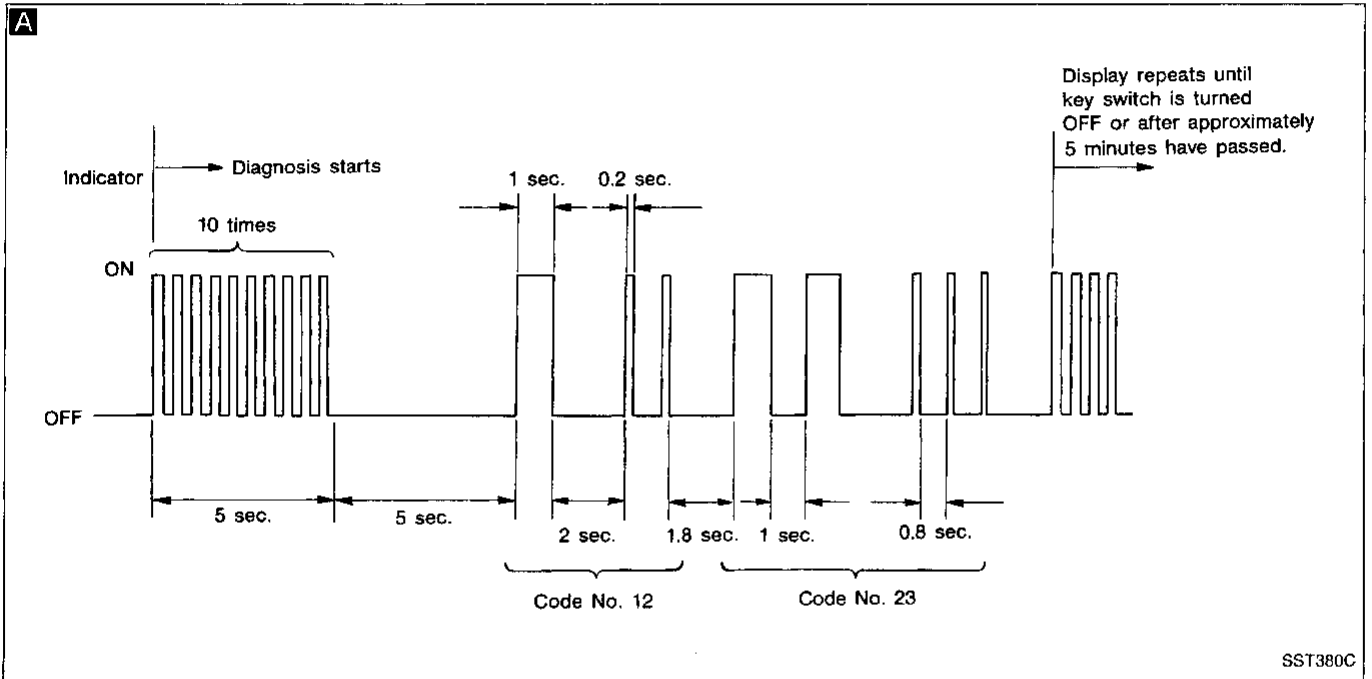 A
Display repeats until
key switch is turned
OFF or after approximately
5 minutes have passed.
Indicator
Diagnosis starts
1 sec.
0.2 sec.
10 times
ON
OFF
5 sec.
5 sec.
2 sec.
1.8 sec.
1 sec.
0.8 sec.
Code No. 12
Code No. 23
SST380C